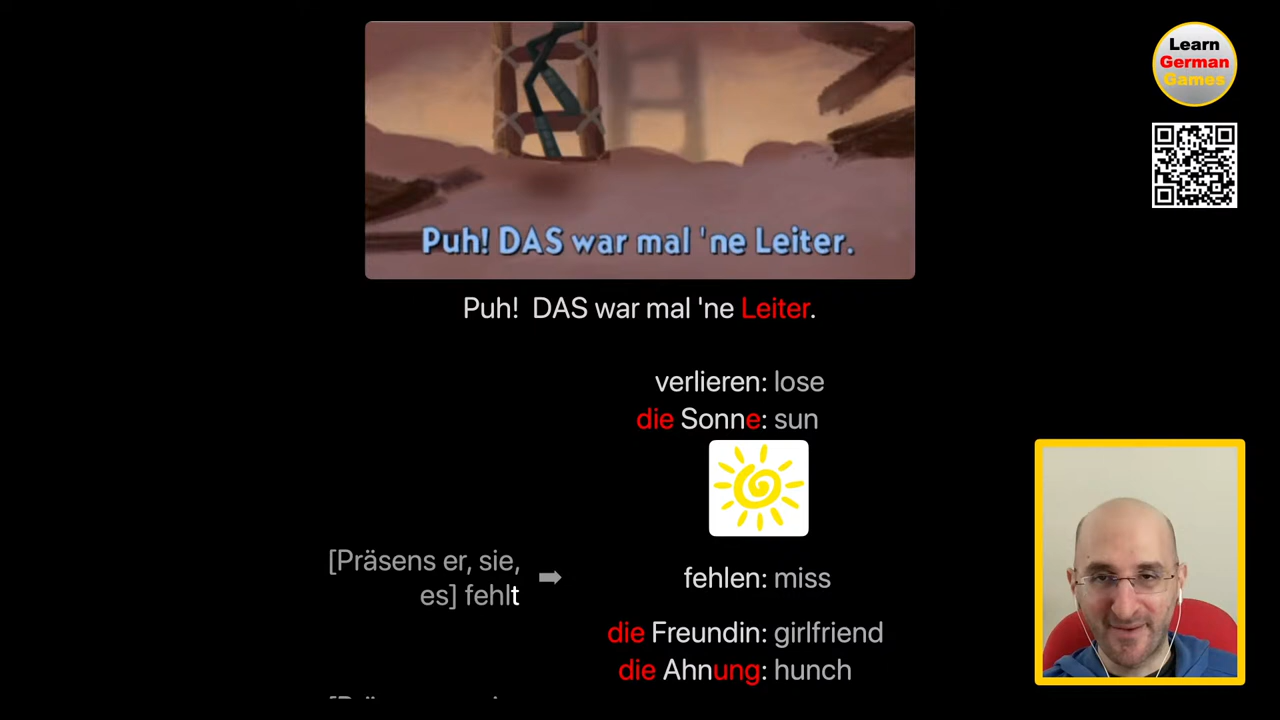 Learn
German
Games
Puh! DAS war mal 'ne Leiter.
Puh! DAS war mal 'ne Leiter.
verlieren: lose
die Sonne: sun
[Präsens er, sie,
es] fehlt
➡ fehlen: miss
die Freundin: girlfriend
die Ahnung: hunch